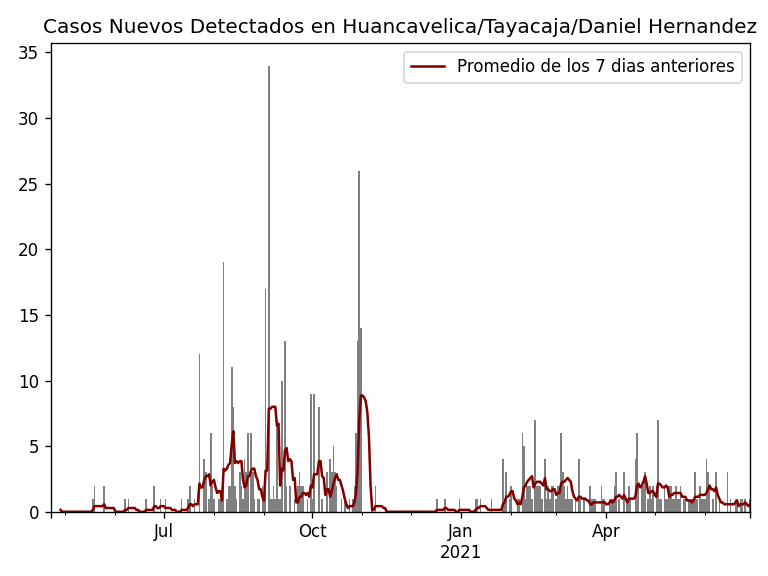 Casos Nuevos Detectados en Huancavelica/Tayacaja/Daniel Hernandez
Promedio de los 7 dias anteriores
35
30
25
20
15
10
5
0
Jul
Oct
Jan
Apr
2021